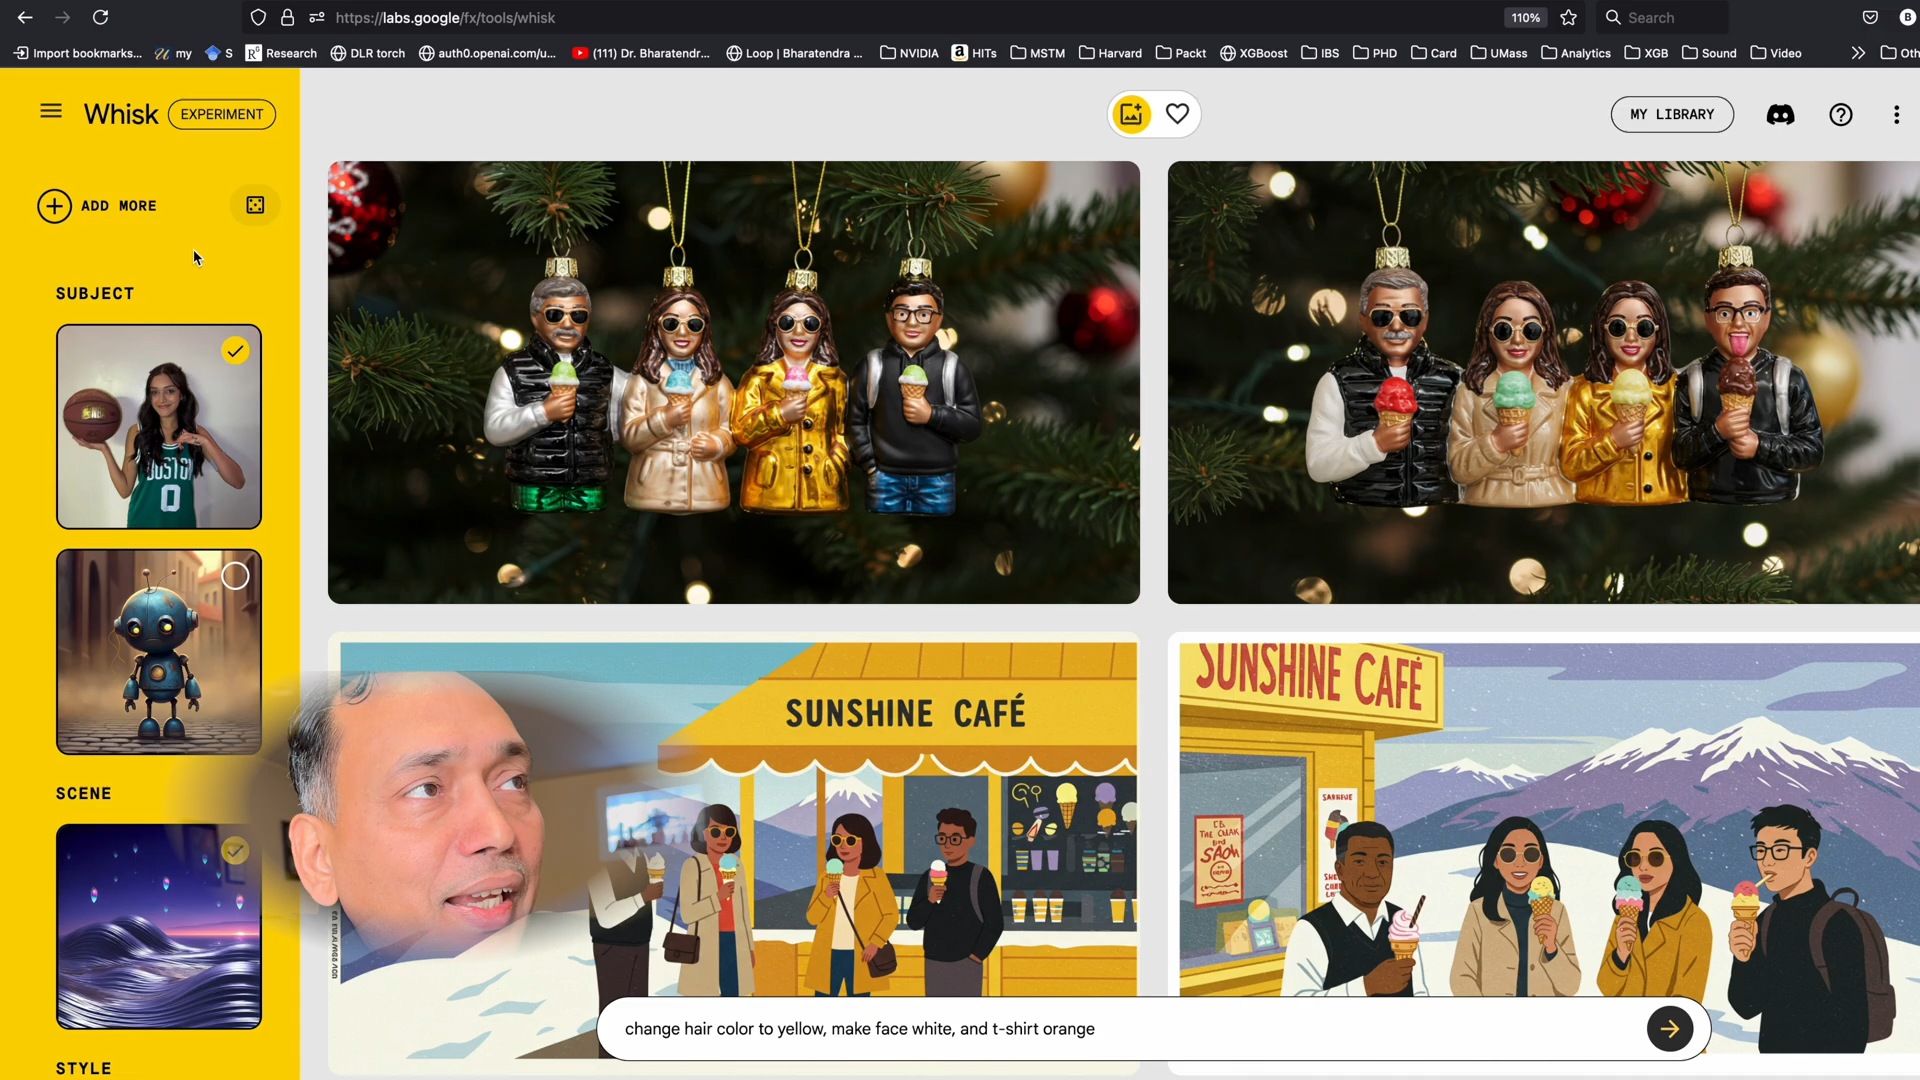 https://labs.google/fx/tools/whisk
110%
Search
B
Import bookmarks...
my
S
Research
DLR torch
auth0.openai.com/u...
(111) Dr. Bharatendr...
Loop | Bharatendra ...
NVIDIA
HITs
MSTM
Harvard
Packt
XGBoost
IBS
PHD
Card
UMass
Analytics
XGB
Sound
Video
Oth
Whisk
EXPERIMENT
MY LIBRARY
ADD MORE
SUBJECT
BOSTON
0
SCENE
STYLE
SUNSHINE CAFÉ
SUNSHINE CAFÉ
change hair color to yellow, make face white, and t-shirt orange